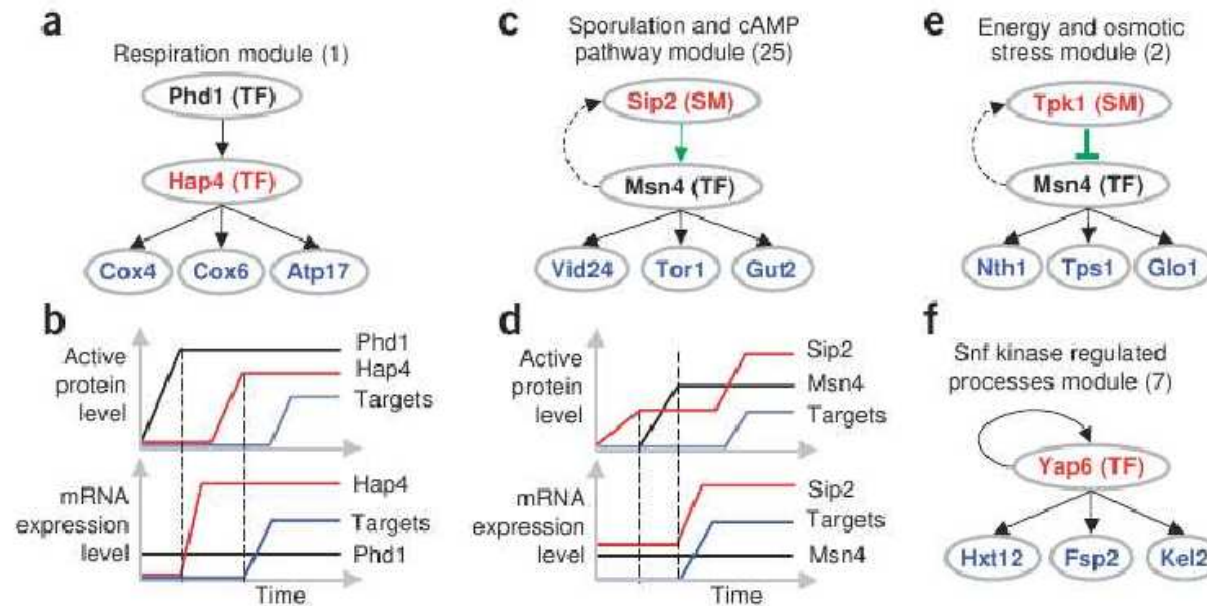 a
Respiration module (1)
Phd1 (TF)
Hap4 (TF)
Cox4 Cox6 Atp17
b
Active
protein
level
Phd1
Hap4
Targets
mRNA
expression
level
Hap4
Targets
Phd1
Time
c
Sporulation and cAMP
pathway module (25)
Sip2 (SM)
Msn4 (TF)
Vid24 Tor1 Gut2
d
Active
protein
level
Sip2
Msn4
Targets
mRNA
expression
level
Sip2
Targets
Msn4
Time
e
Energy and osmotic
stress module (2)
Tpk1 (SM)
Msn4 (TF)
Nth1 Tps1 Glo1
f
Snf kinase regulated
processes module (7)
Yap6 (TF)
Hxt12 Fsp2 Kel2